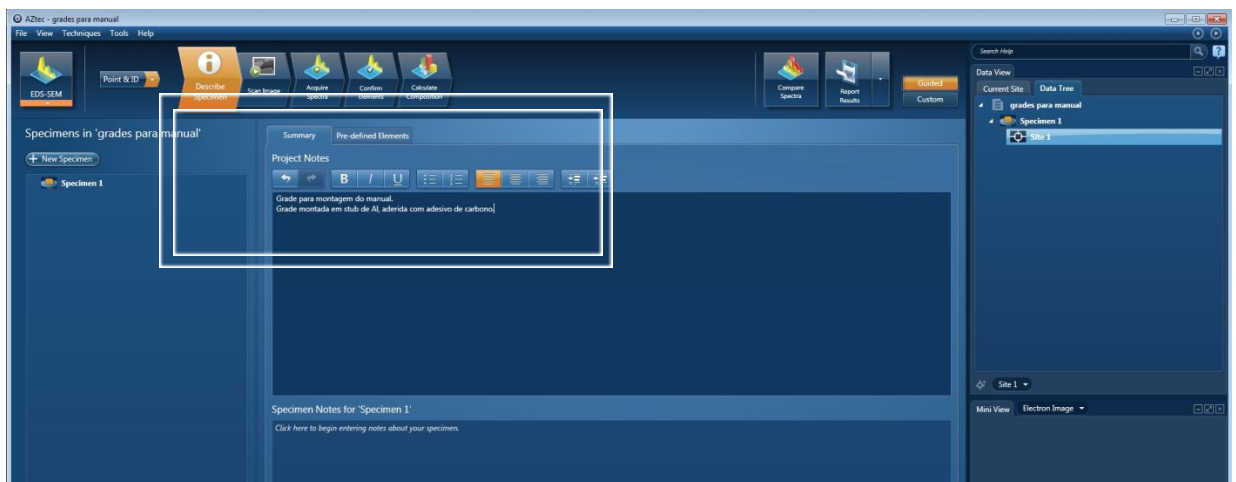 AZtec - grades para manual
File View Techniques Tools Help
EDS-SEM
Point & ID
Describe
Specimen
Scan Image
Acquire
Spectra
Confirm
Elements
Calculate
Composition
Compare
Spectra
Report
Results
Guided
Custom
Search Help
Data View
Current Site Data Tree
grades para manual
Specimen 1
Site 1
Specimens in 'grades para manual'
+ New Specimen
Specimen 1
Summary Pre-defined Elements
Project Notes
B I U
Grade para montagem do manual.
Grade montada em stub de Al, aderida com adesivo de carbono.
Specimen Notes for 'Specimen 1'
Click here to begin entering notes about your specimen.
Site 1
Mini View Electron Image